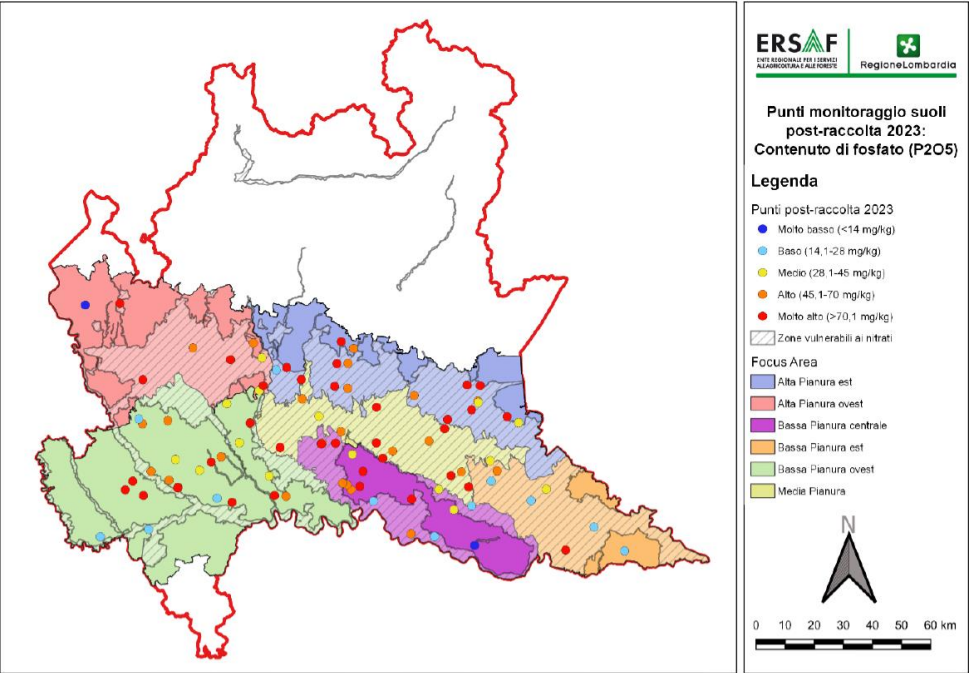 ERSAF
ENTE REGIONALE PER I SERVIZI
ALL'AGRICOLTURA E ALLE FORESTE
RegioneLombardia
Punti monitoraggio suoli
post-raccolta 2023:
Contenuto di fosfato (P2O5)
Legenda
Punti post-raccolta 2023
Molto basso (<14 mg/kg)
Baso (14,1-28 mg/kg)
Medio (28,1-45 mg/kg)
Alto (45,1-70 mg/kg)
Molto alto (>70,1 mg/kg)
Zone vulnerabili ai nitrati
Focus Area
Alta Pianura est
Alta Pianura ovest
Bassa Pianura centrale
Bassa Pianura est
Bassa Pianura ovest
Media Pianura
N
0 10 20 30 40 50 60 km